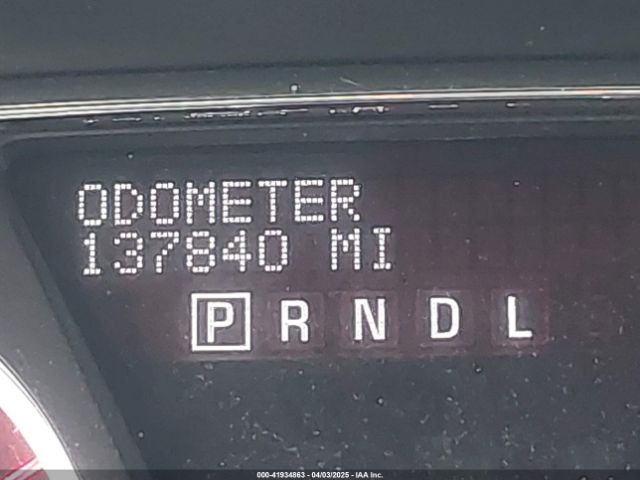 ODOMETER
137840 MI
P R N D L
000-41934863 - 04/03/2025 - IAA Inc.